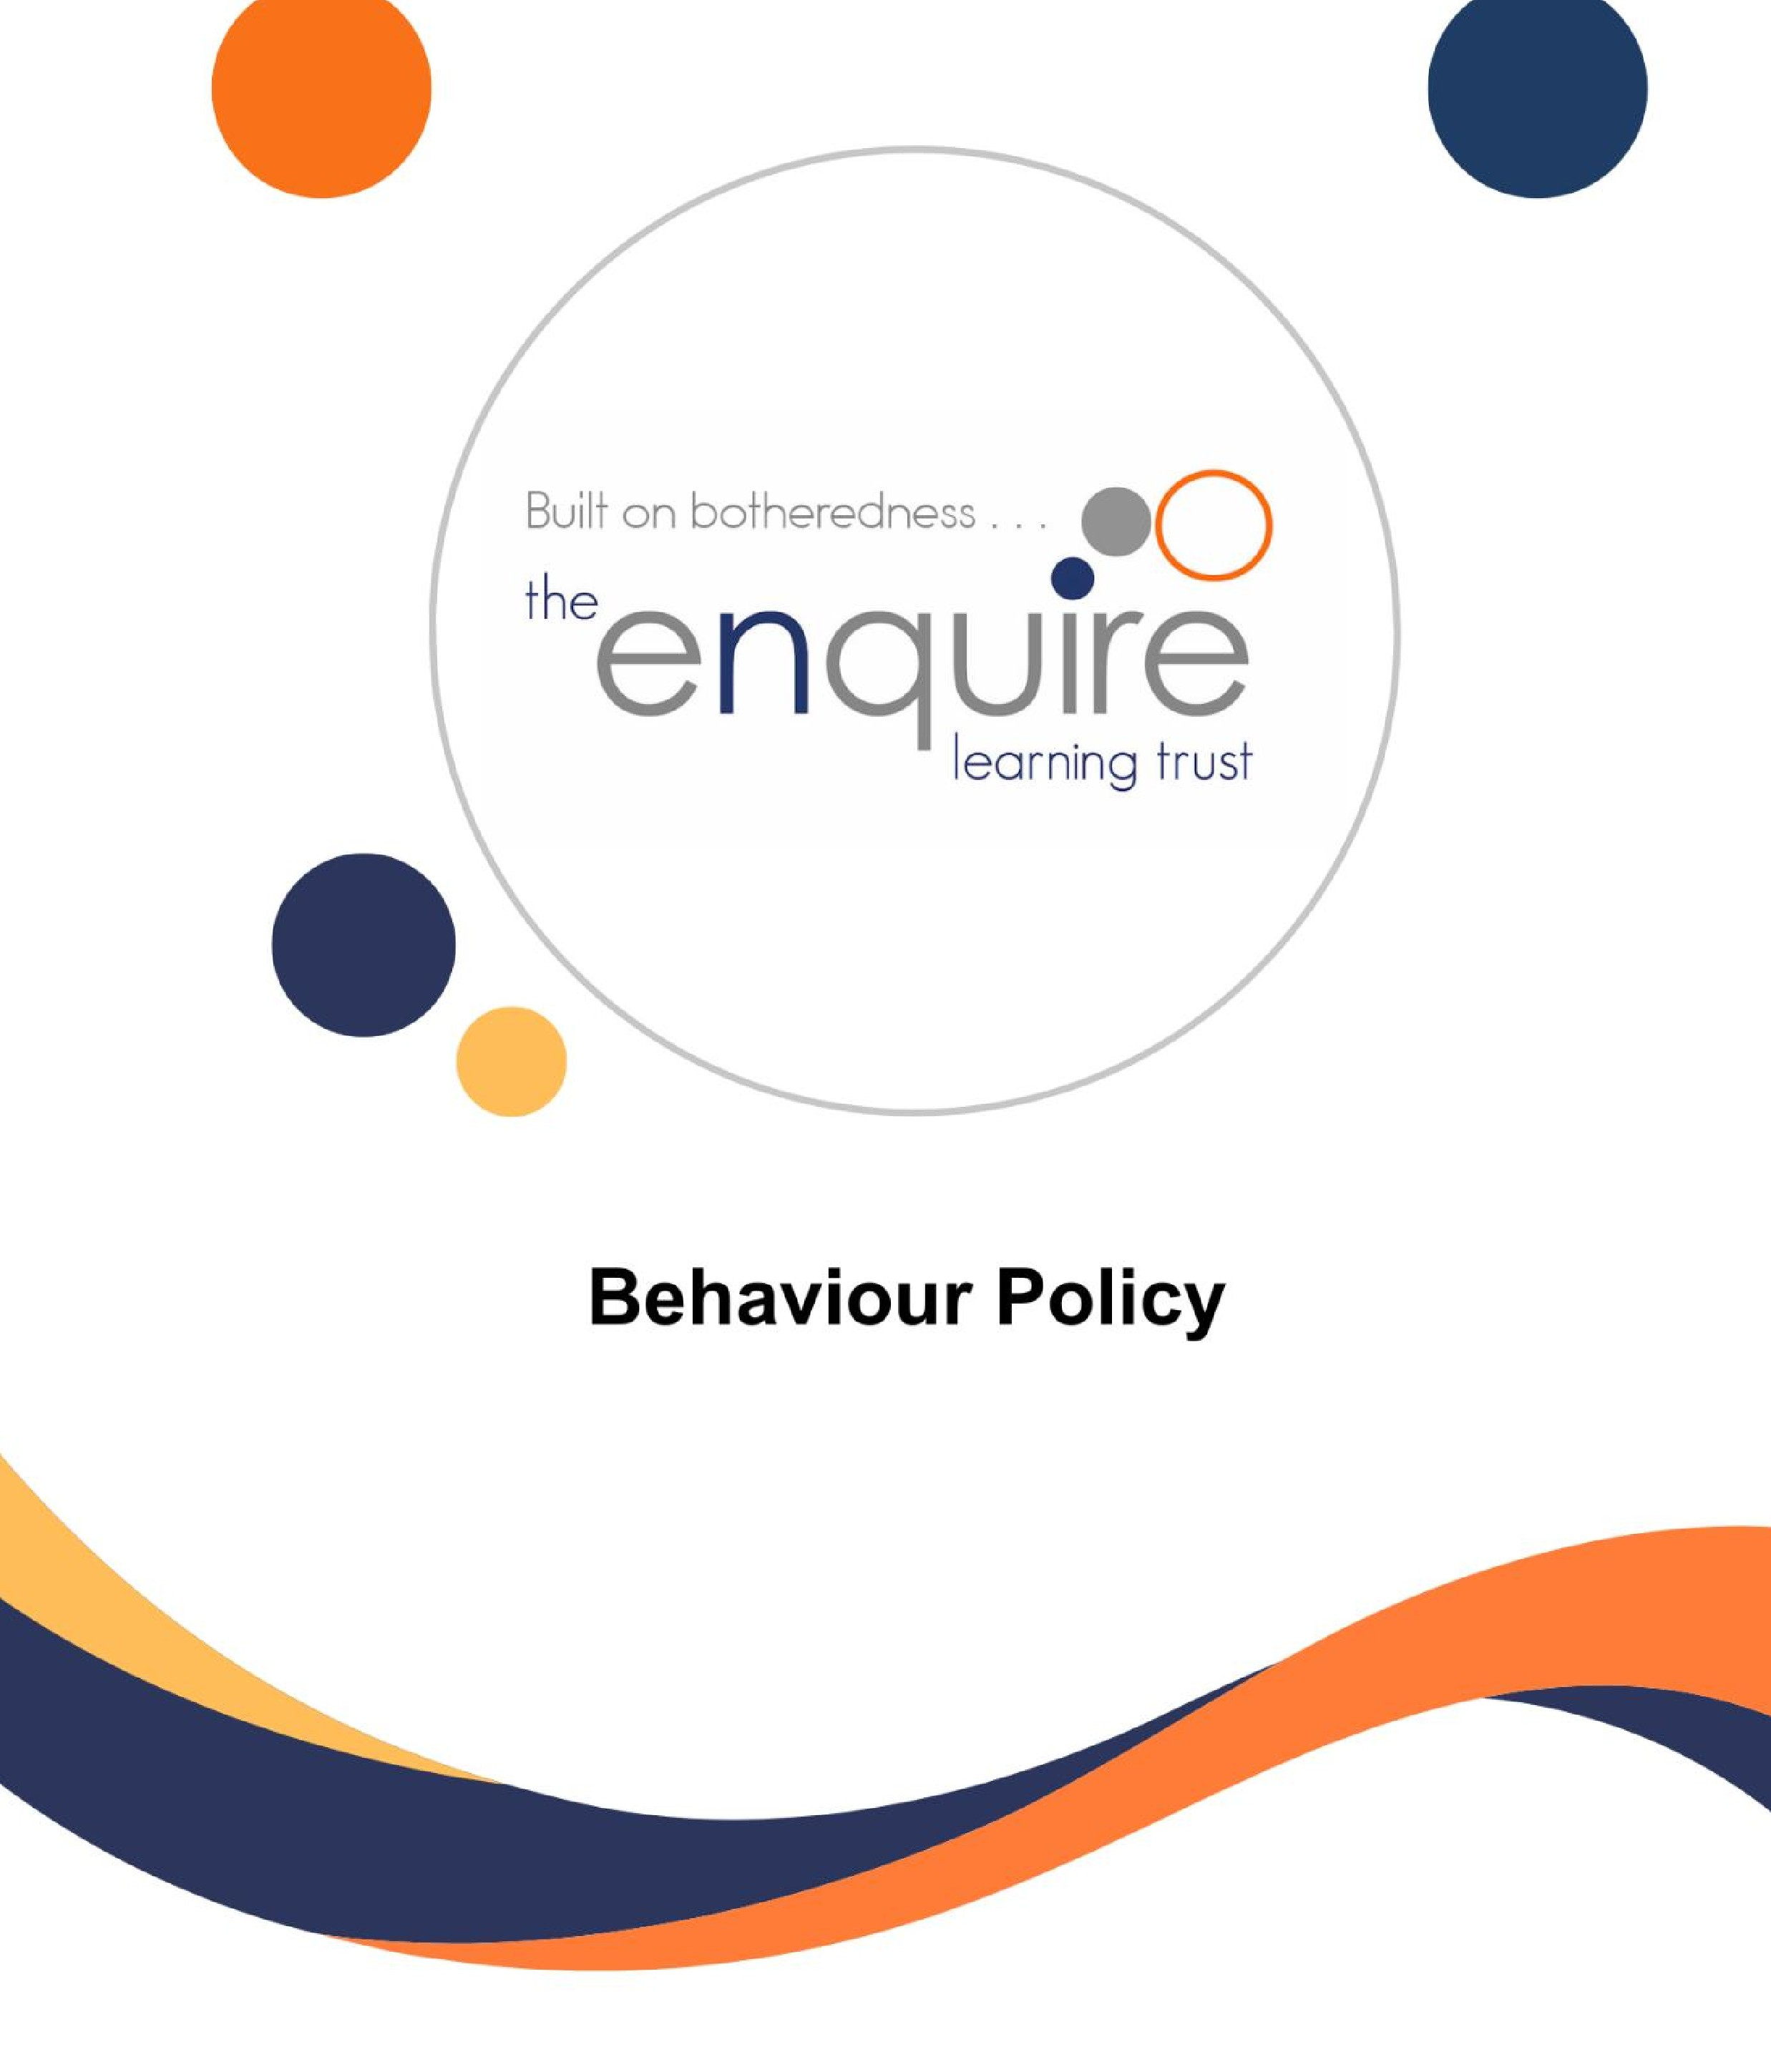 Built on botheredness . . .
the
enquire
learning trust
Behaviour Policy